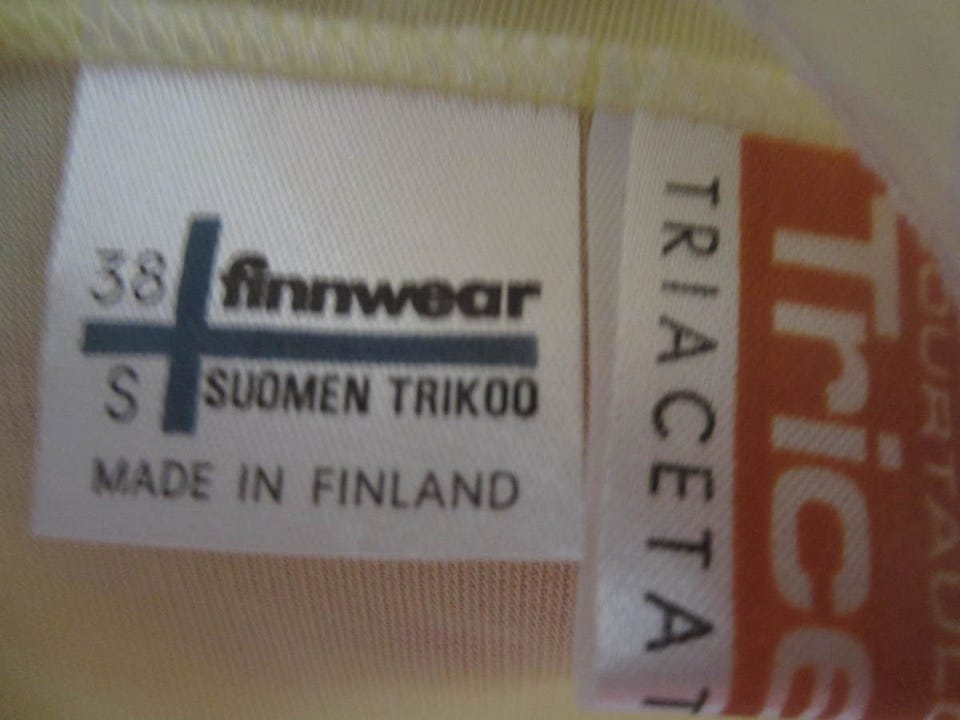 38 finnwear
S SUOMEN TRIKOO
MADE IN FINLAND
TRIACETAT
Trice